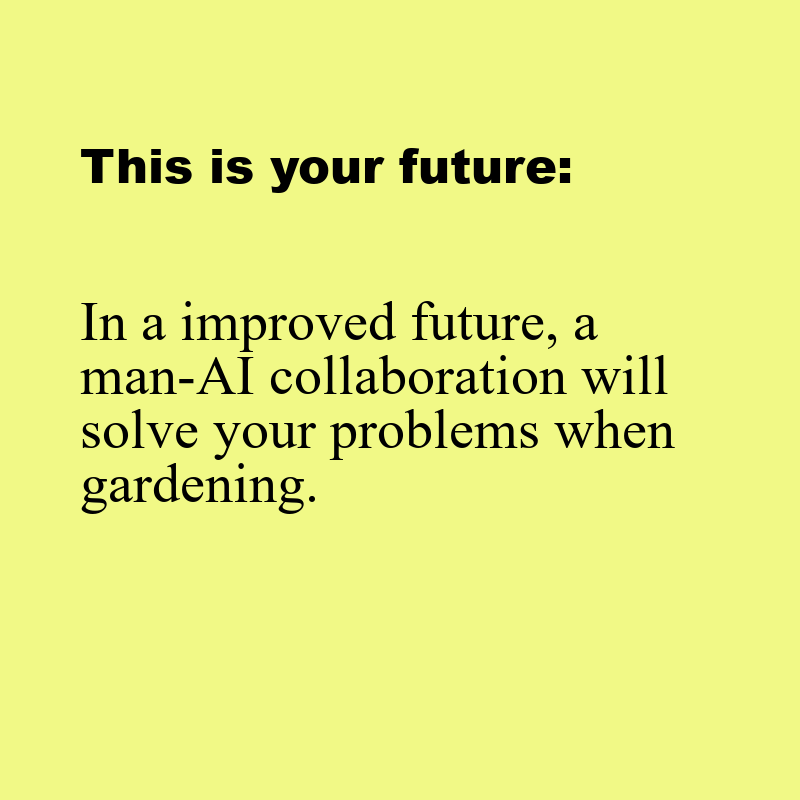 This is your future:
In a improved future, a
man-AI collaboration will
solve your problems when
gardening.